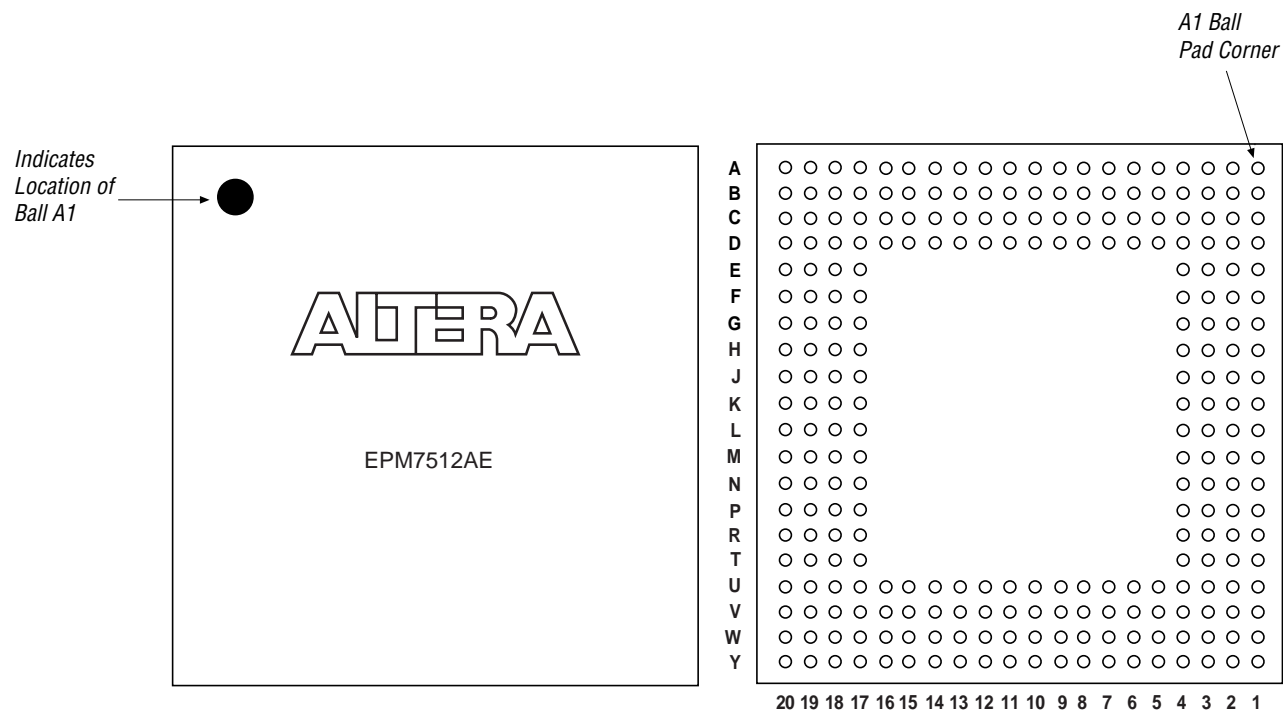 A1 Ball
Pad Corner
Indicates
Location of
Ball A1
ALTERA
EPM7512AE
A
B
C
D
E
F
G
H
J
K
L
M
N
P
R
T
U
V
W
Y
20 19 18 17 16 15 14 13 12 11 10 9 8 7 6 5 4 3 2 1